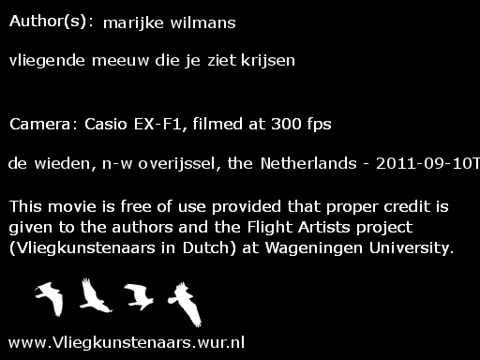 Author(s): marijke wilmans
vliegende meeuw die je ziet krijsen
Camera: Casio EX-F1, filmed at 300 fps
de wieden, n-w overijssel, the Netherlands - 2011-09-10T
This movie is free of use provided that proper credit is
given to the authors and the Flight Artists project
(Vliegkunstenaars in Dutch) at Wageningen University.
www.Vliegkunstenaars.wur.nl